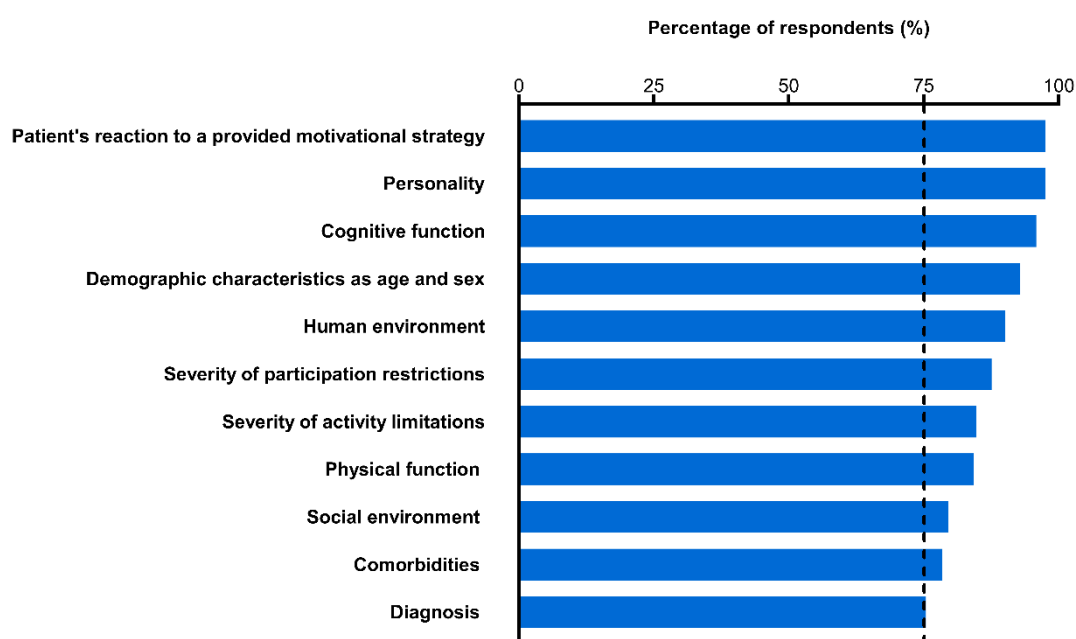 Percentage of respondents (%)
0 25 50 75 100
Patient's reaction to a provided motivational strategy
Personality
Cognitive function
Demographic characteristics as age and sex
Human environment
Severity of participation restrictions
Severity of activity limitations
Physical function
Social environment
Comorbidities
Diagnosis